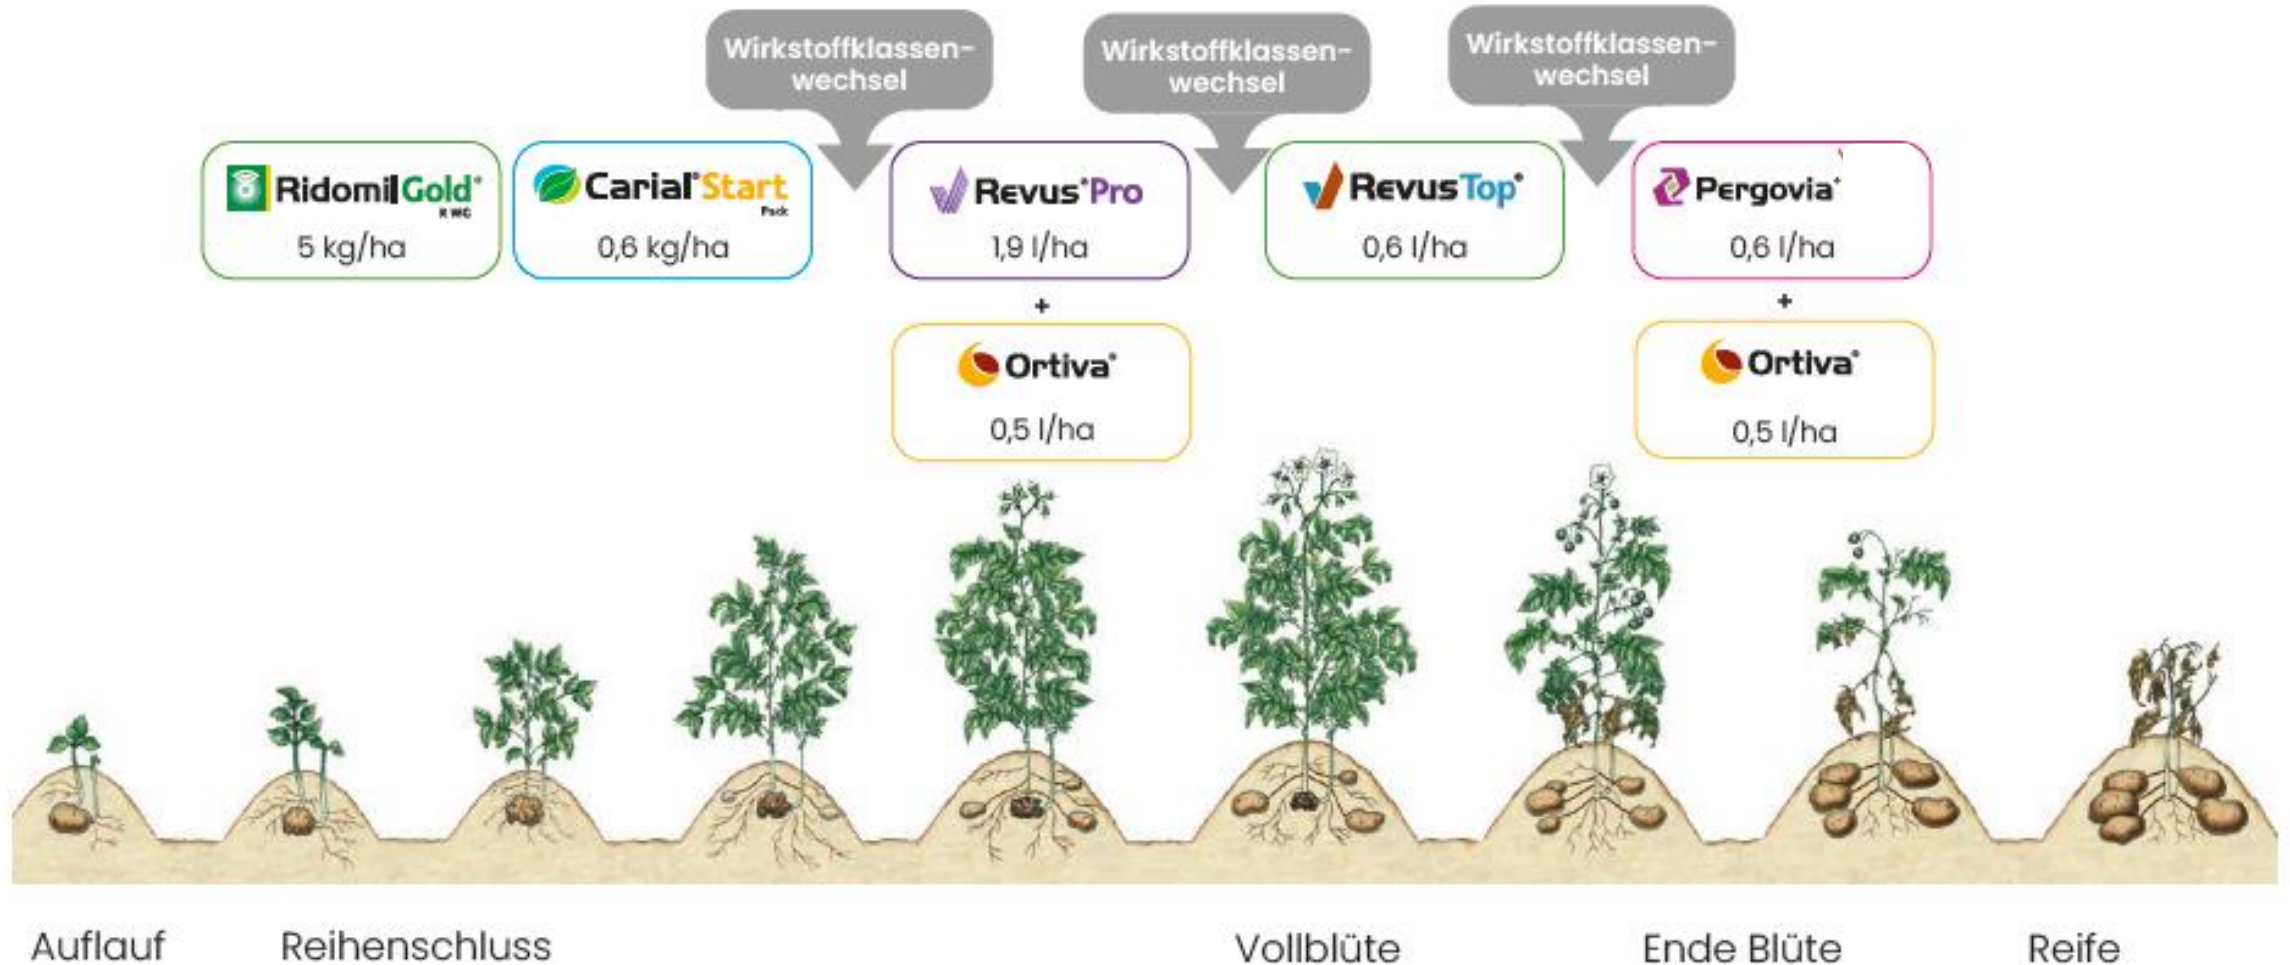 Wirkstoffklassen-
wechsel
Wirkstoffklassen-
wechsel
Wirkstoffklassen-
wechsel
Ridomil Gold®
R WG
5 kg/ha
Carial® Start
Pack
0,6 kg/ha
Revus® Pro
1,9 l/ha
+
Ortiva®
0,5 l/ha
Revus Top®
0,6 l/ha
Pergovia®
0,6 l/ha
+
Ortiva®
0,5 l/ha
Auflauf
Reihenschluss
Vollblüte
Ende Blüte
Reife